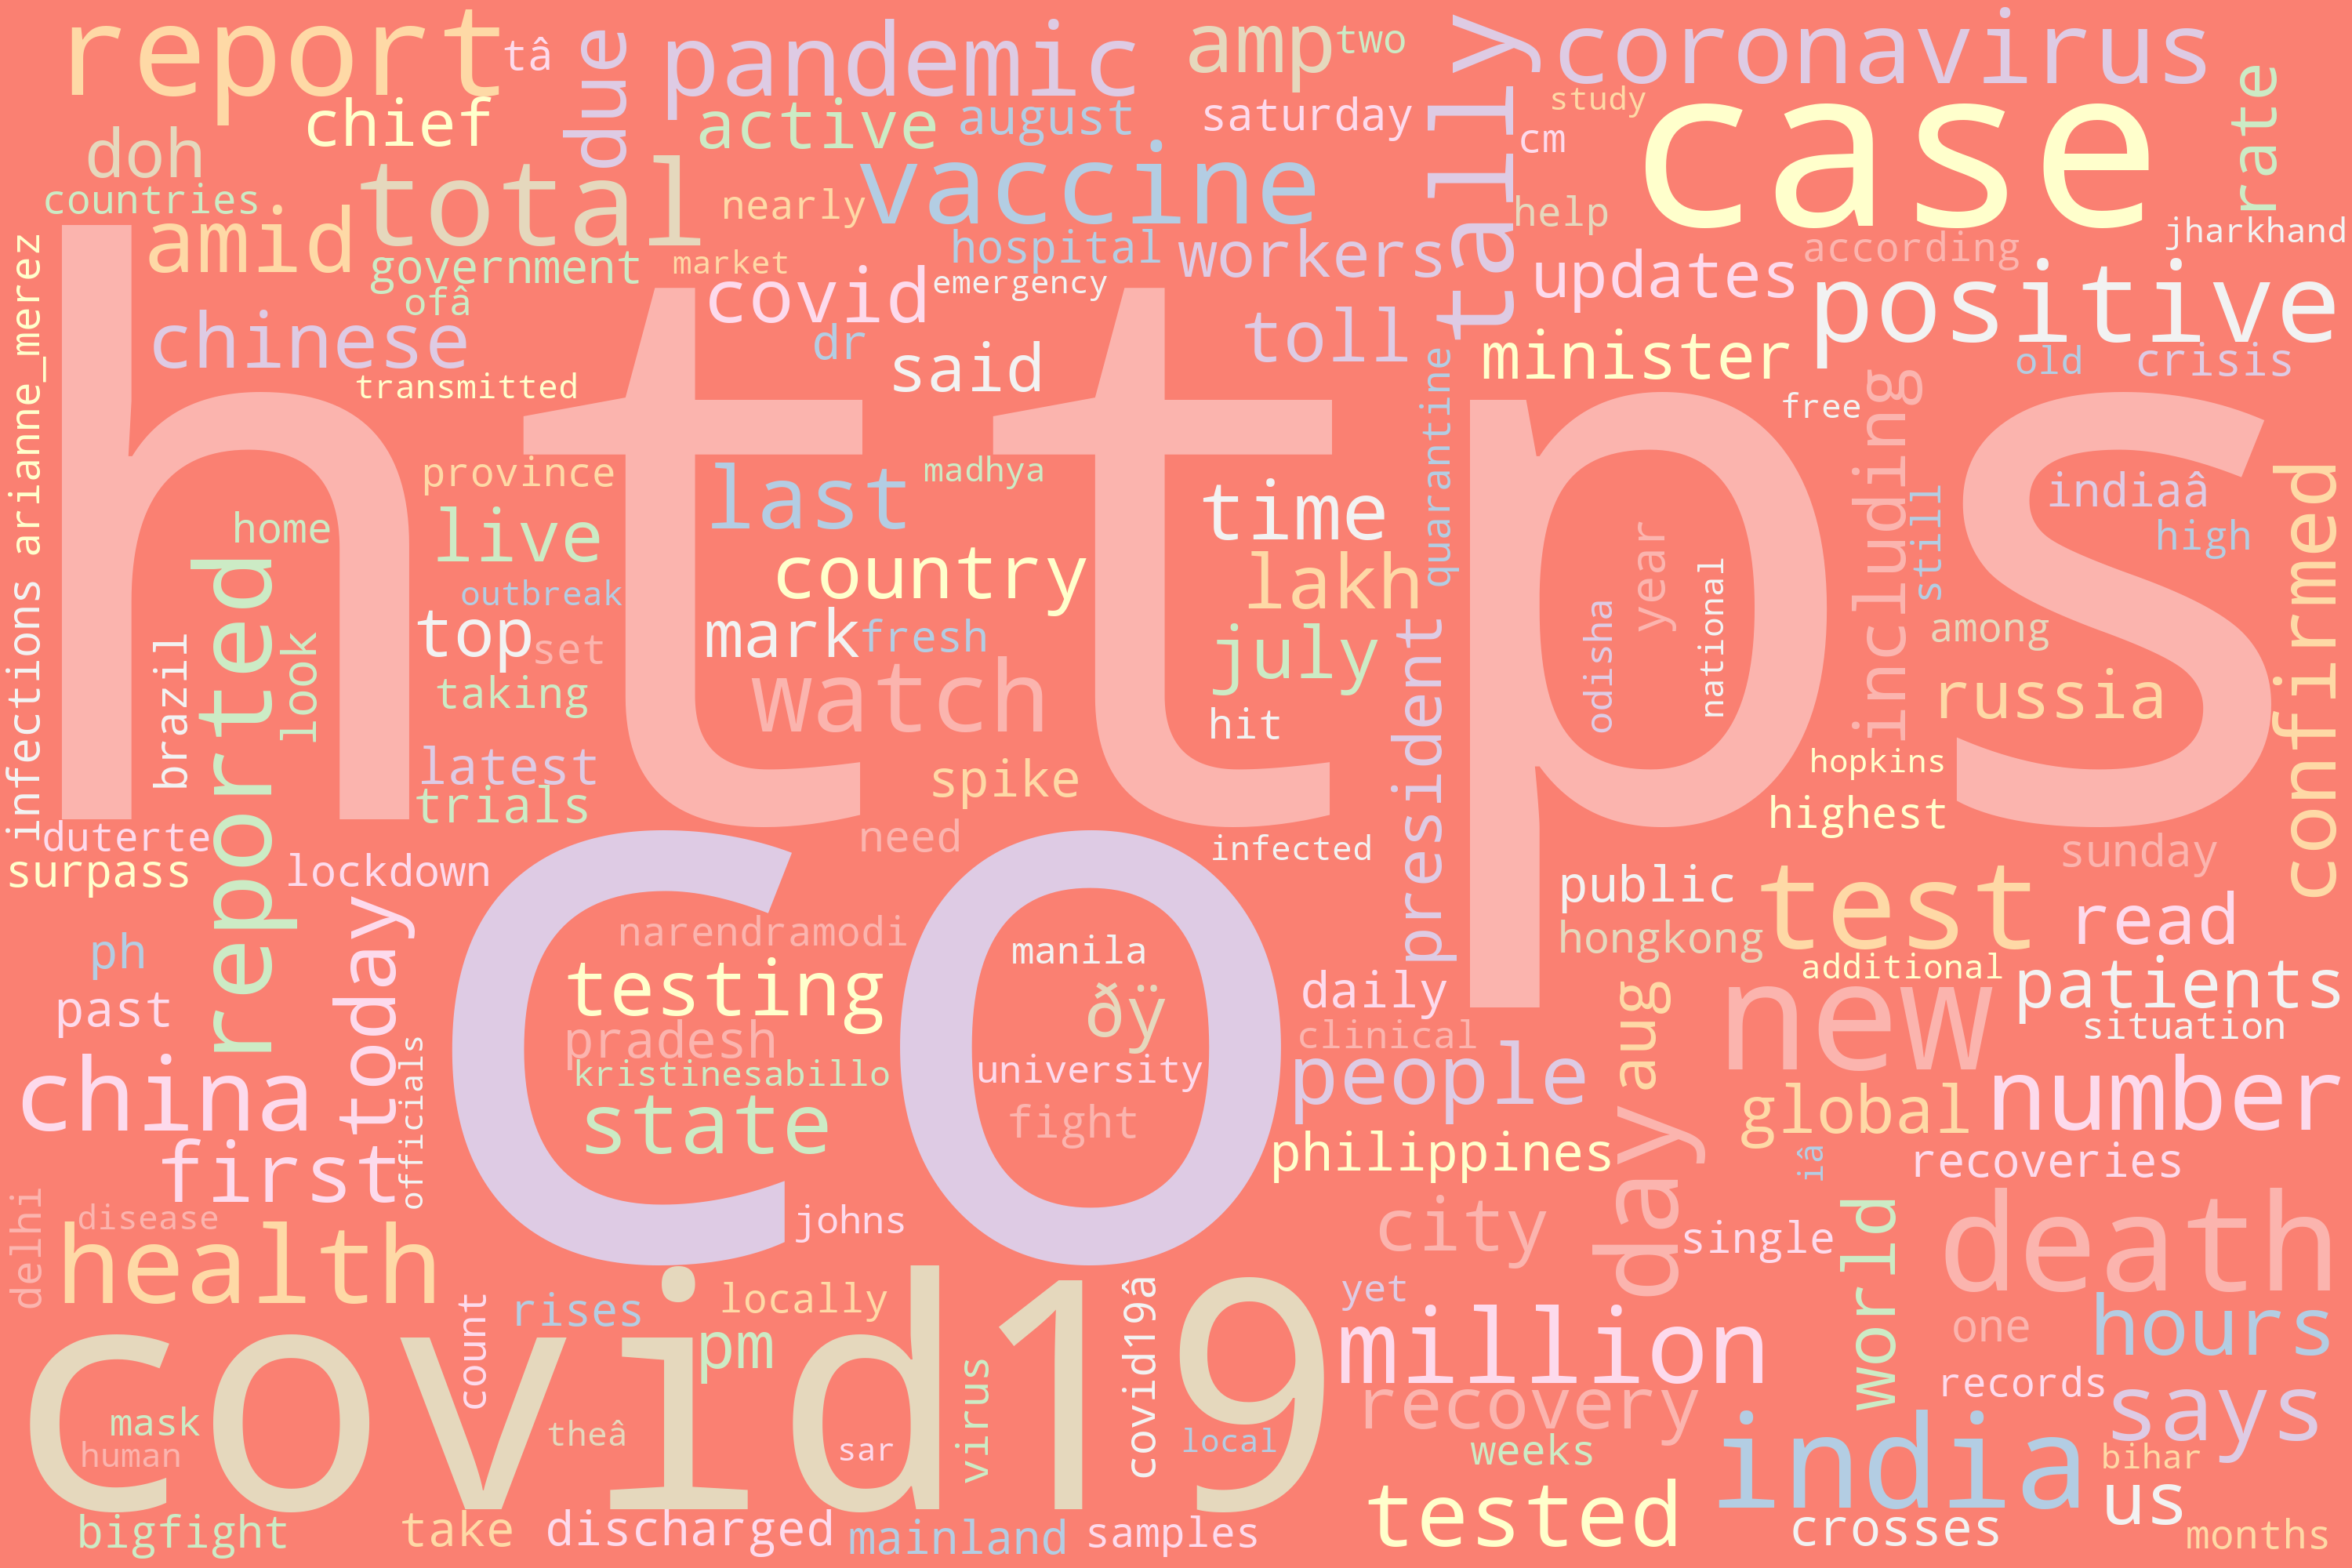 report
tâ
due
pandemic
amp
two
tally
coronavirus
chief
active
august
saturday
study
cm
case
rate
doh
countries
total
nearly
vaccine
help
amid
government
market
hospital
workers
updates
according
jharkhand
ofâ
covid
emergency
positive
chinese
dr
said
toll
minister
old
crisis
transmitted
quarantine
free
including
https
infections
arianne_merez
province
last
madhya
time
indiaâ
confirmed
home
live
country
lakh
year
national
still
high
outbreak
reported
look
brazil
top
set
mark
fresh
july
president
odisha
among
taking
watch
hit
russia
latest
spike
hopkins
trials
highest
duterte
need
infected
sunday
surpass
lockdown
co
public
test
today
narendramodi
manila
read
ph
hongkong
testing
additional
past
ðÿ
daily
aug
new
patients
pradesh
clinical
situation
china
officials
kristinesabillo
university
people
state
fight
global
number
first
philippines
day
iâ
recoveries
delhi
disease
johns
city
single
world
death
health
rises
locally
covid19â
yet
count
pm
million
one
hours
covid19
virus
recovery
records
mask
theâ
sar
local
weeks
india
says
human
bihar
bigfight
take
discharged
mainland
samples
tested
crosses
us
months